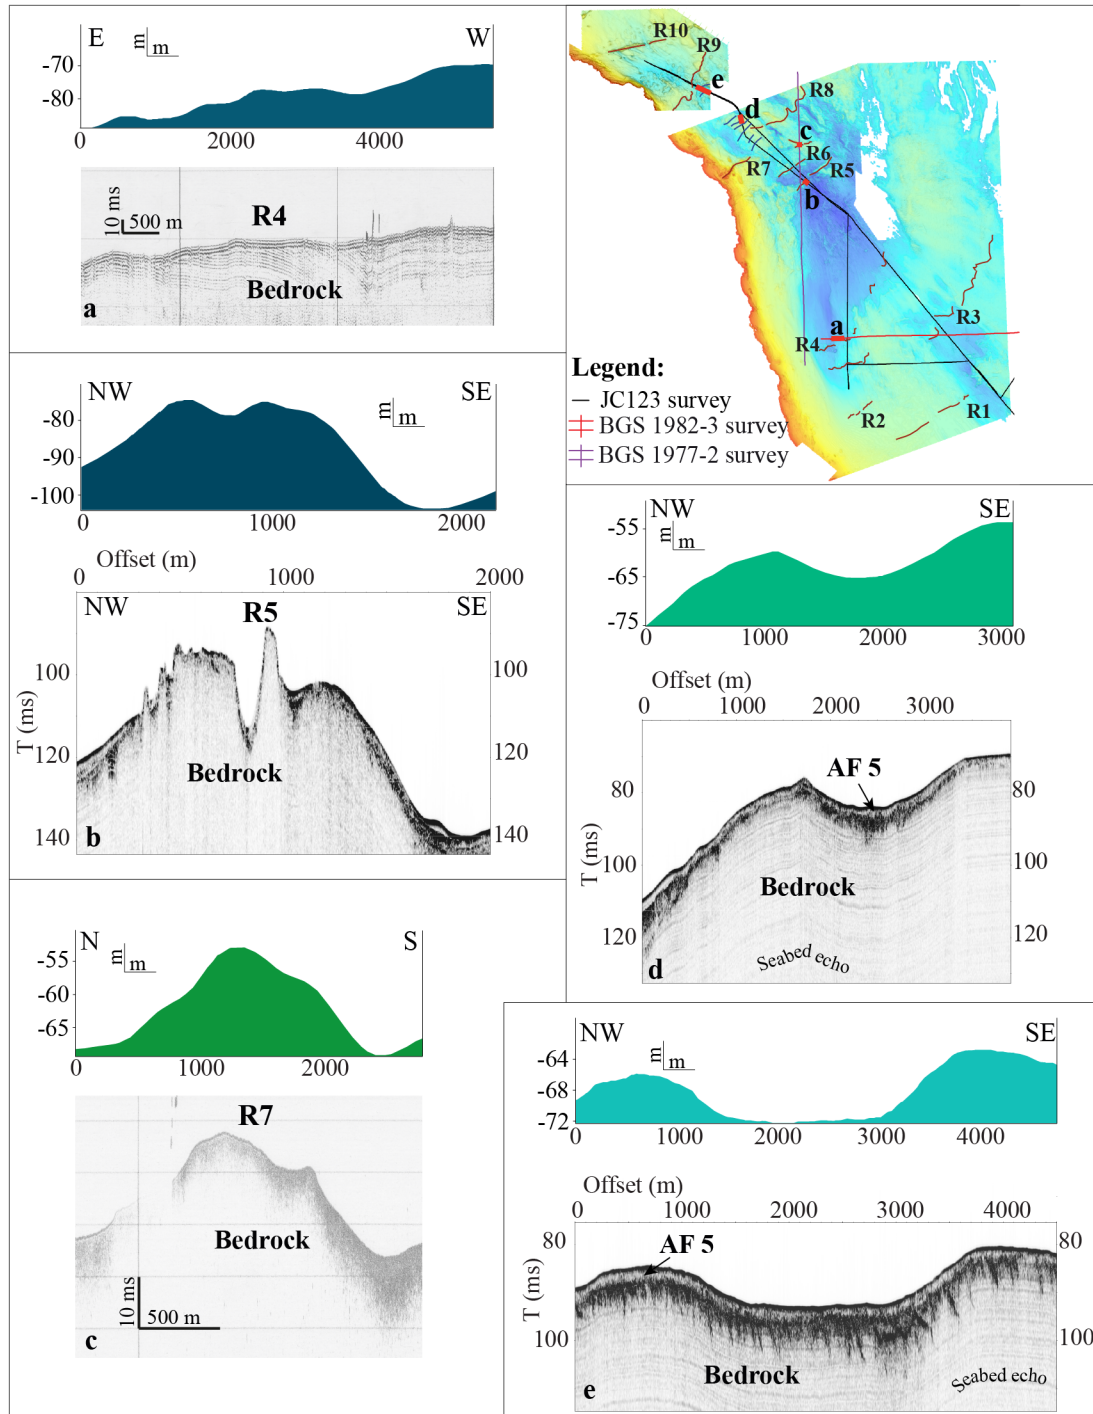 E
W
m
m
-70
-80
0
2000
4000
10 ms
500 m
R4
Bedrock
a
R10
R9
e
R8
d
c
R6
R5
R7
b
R3
a
R4
R1
R2
Legend:
JC123 survey
BGS 1982-3 survey
BGS 1977-2 survey
NW
SE
m
m
-80
-90
-100
0
1000
2000
Offset (m)
0
1000
2000
NW
SE
R5
T (ms)
100
120
140
100
120
140
Bedrock
b
NW
SE
m
m
-55
-65
-75
0
1000
2000
3000
Offset (m)
0
1000
2000
3000
AF 5
T (ms)
80
100
120
80
100
120
Bedrock
Seabed echo
d
N
S
m
m
-55
-60
-65
1000
2000
R7
Bedrock
10 ms
500 m
c
NW
SE
m
m
-64
-68
-72
0
1000
2000
3000
4000
Offset (m)
0
1000
2000
3000
4000
AF 5
T (ms)
80
100
80
100
Bedrock
Seabed echo
e